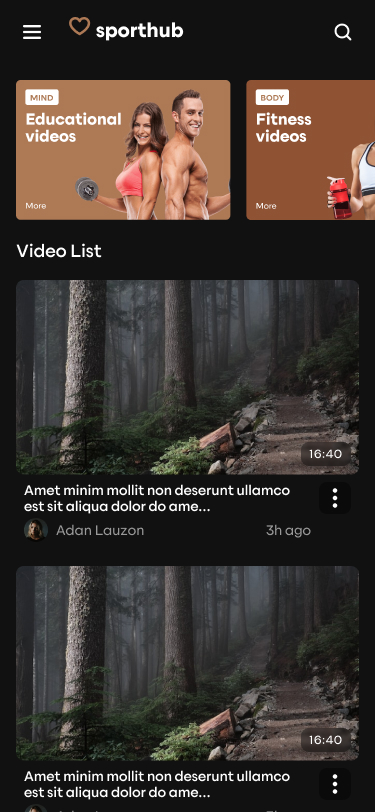 sporthub
MIND
Educational
videos
More
BODY
Fitness
videos
More
Video List
16:40
Amet minim mollit non deserunt ullamco
est sit aliqua dolor do ame...
Adan Lauzon
3h ago
16:40
Amet minim mollit non deserunt ullamco
est sit aliqua dolor do ame...